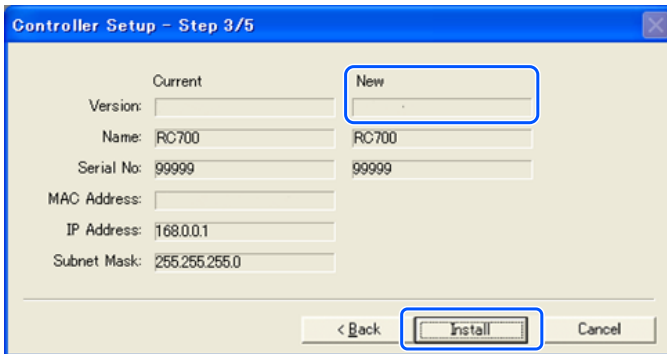 Controller Setup - Step 3/5
Current New
Version:
Name: RC700 RC700
Serial No: 99999 99999
MAC Address:
IP Address: 168.0.0.1
Subnet Mask: 255.255.255.0
< Back Install Cancel